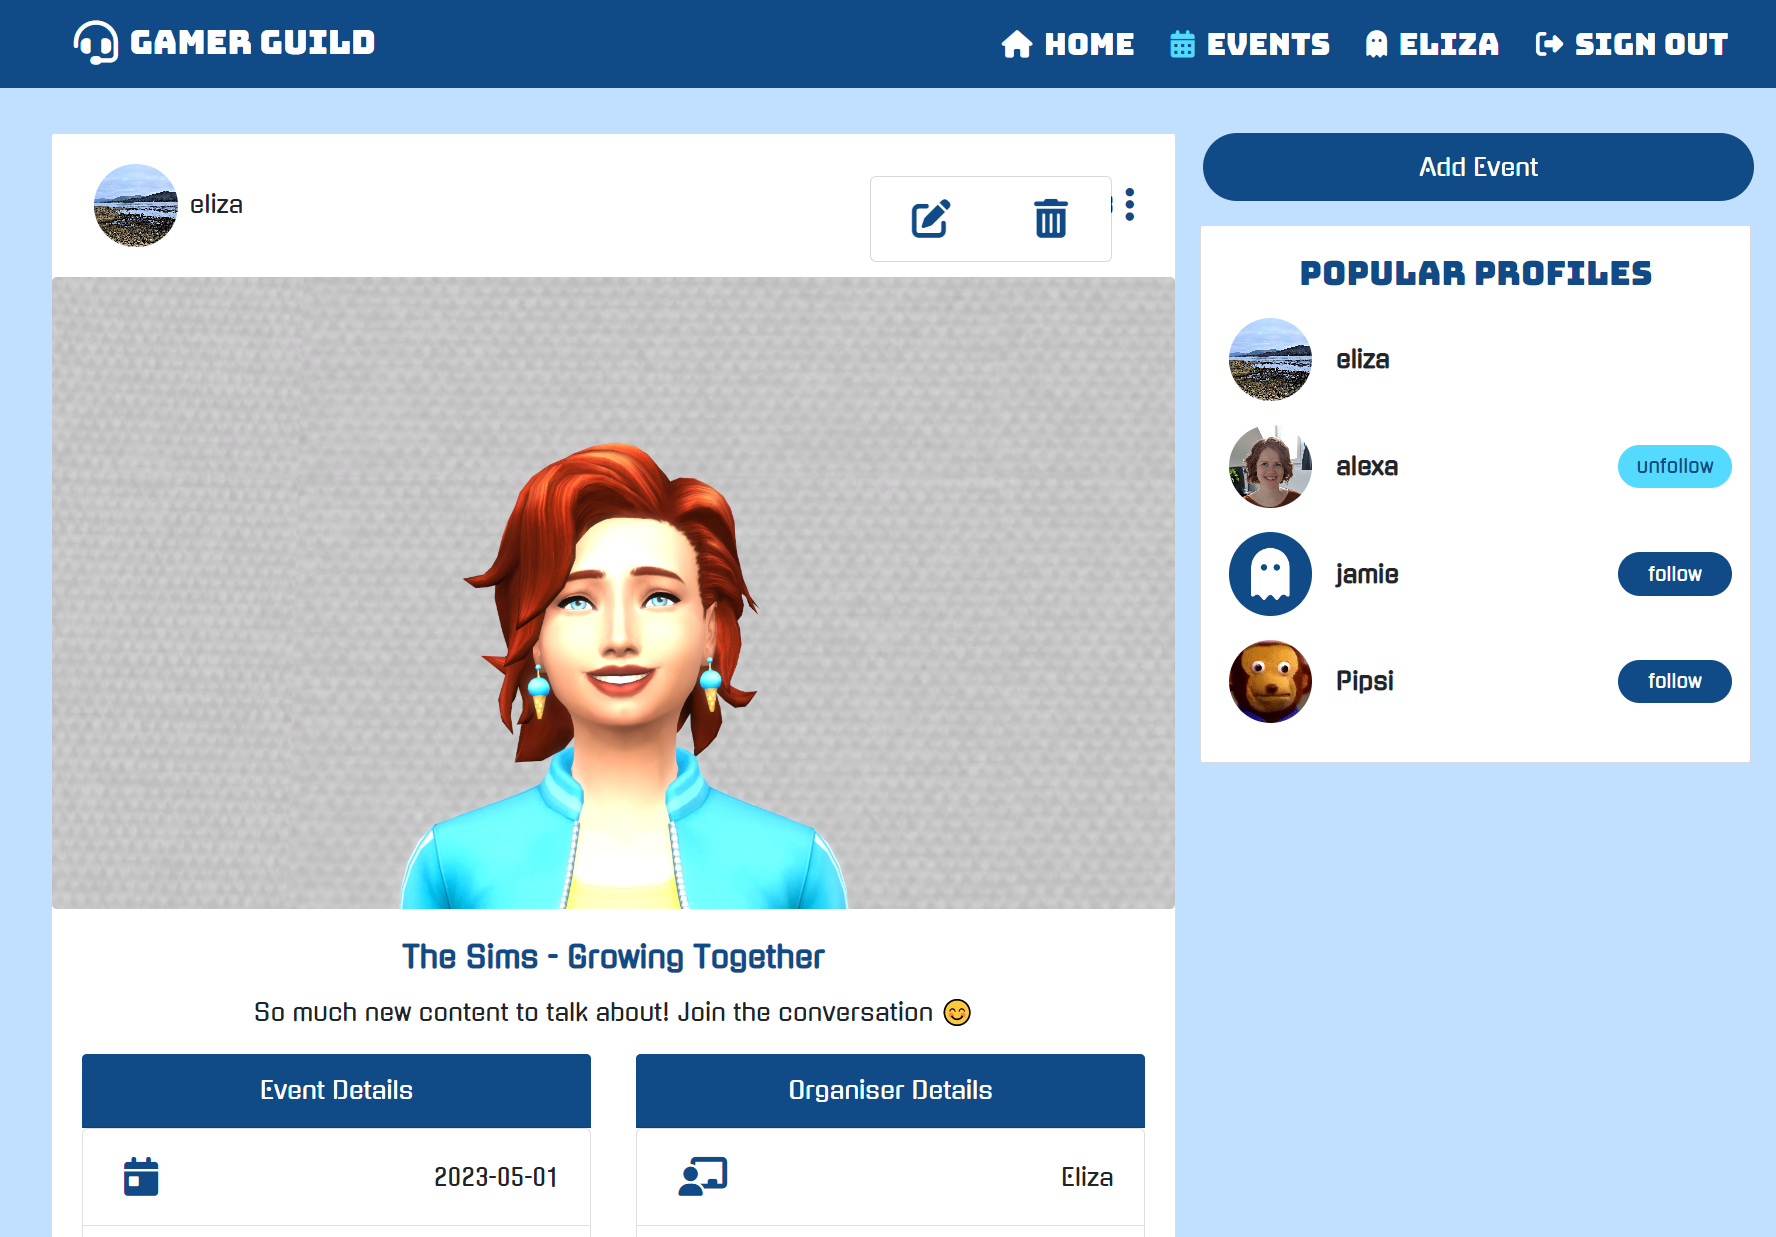 GAMER GUILD
HOME EVENTS ELIZA SIGN OUT
eliza
Add Event
POPULAR PROFILES
eliza
alexa unfollow
jamie follow
Pipsi follow
The Sims - Growing Together
So much new content to talk about! Join the conversation 😊
Event Details
2023-05-01
Organiser Details
Eliza